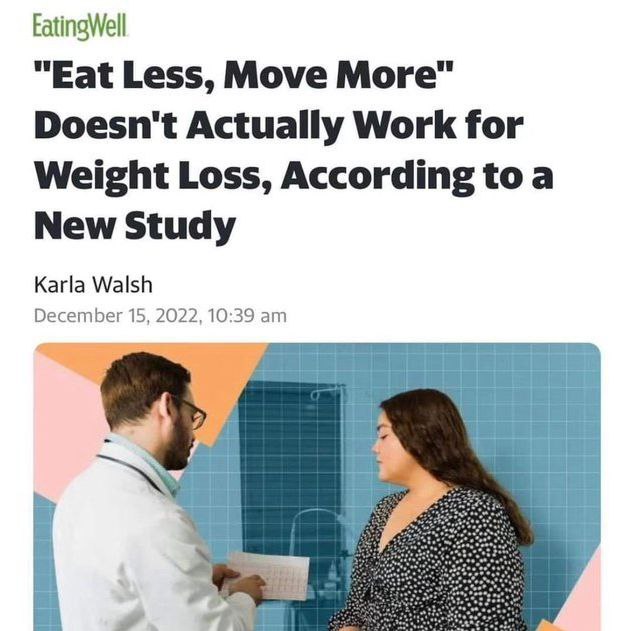 EatingWell
"Eat Less, Move More"
Doesn't Actually Work for
Weight Loss, According to a
New Study
Karla Walsh
December 15, 2022, 10:39 am